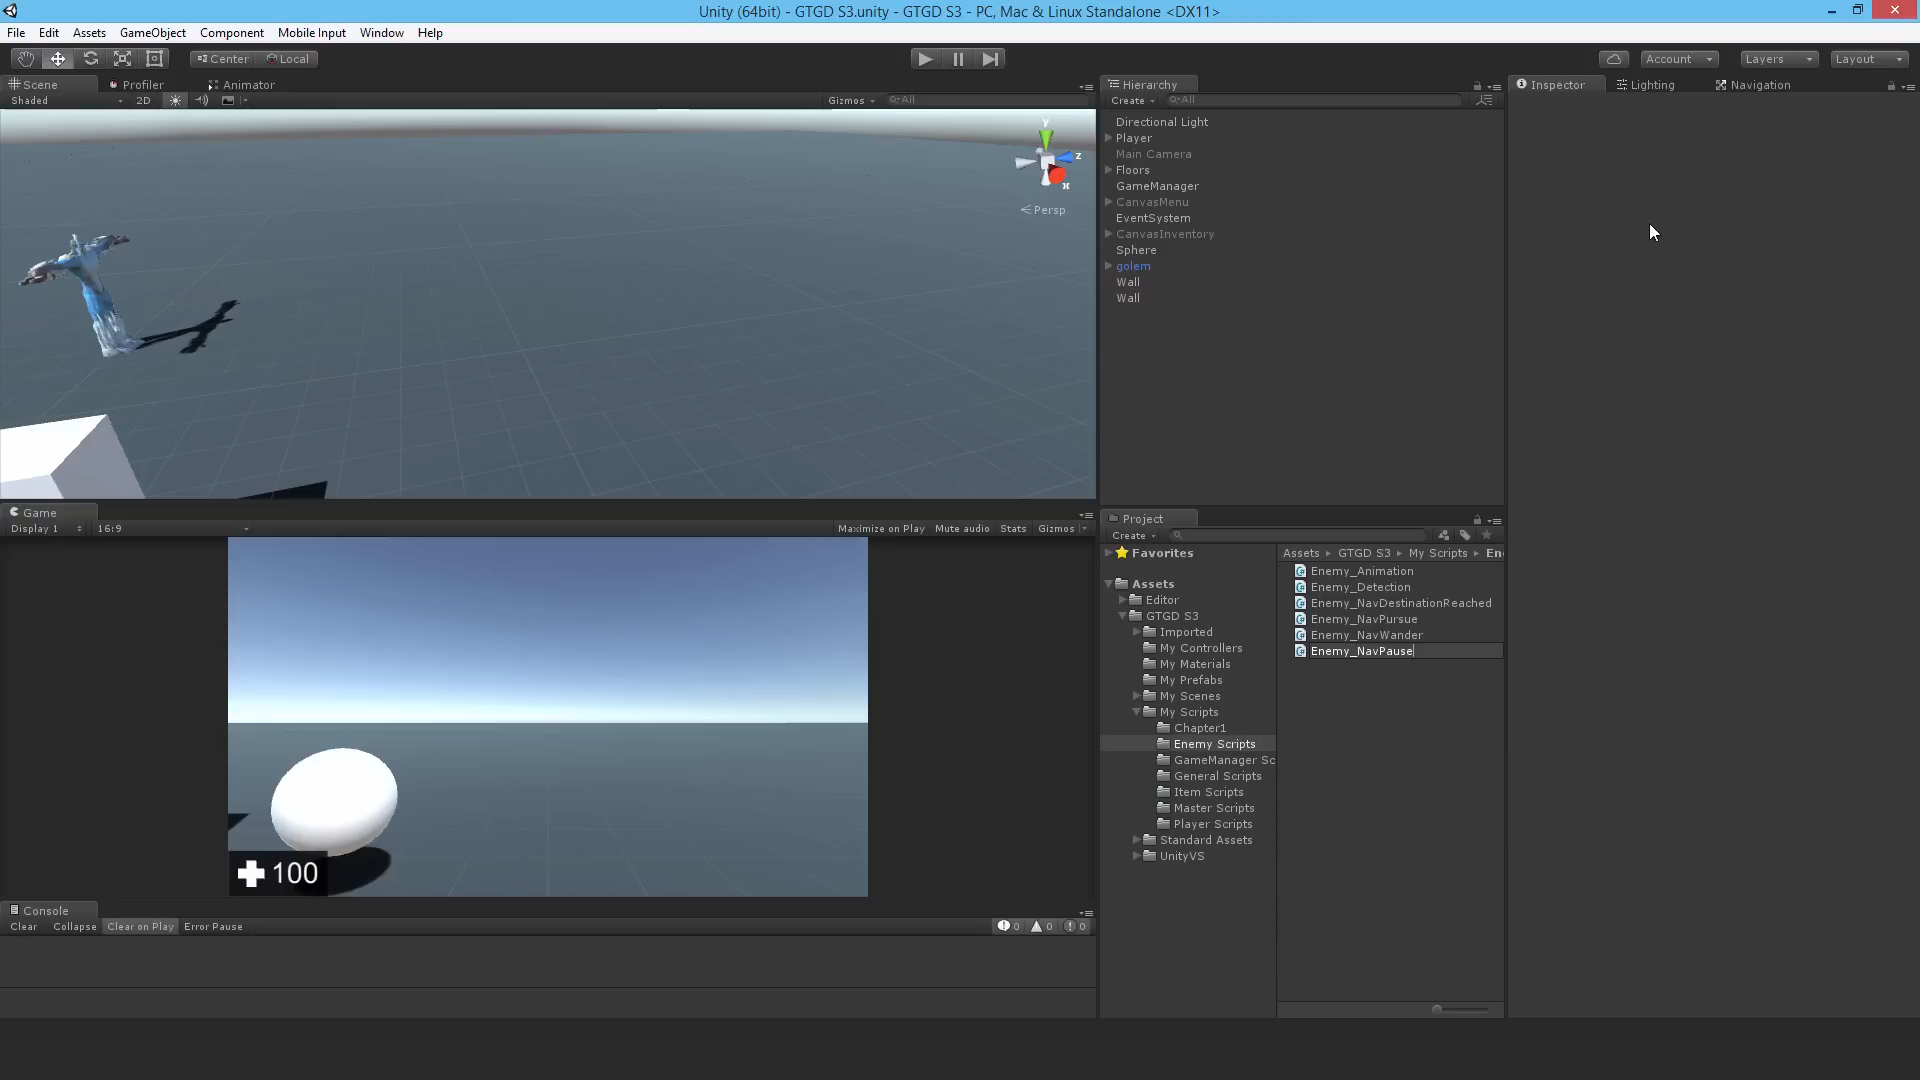 Unity (64bit) - GTGD S3.unity - GTGD S3 - PC, Mac & Linux Standalone <DX11>
File Edit Assets GameObject Component Mobile Input Window Help
Center Local Account Layers Layout
Scene Profiler Animator
Shaded 2D Gizmos All
y
z
x
Persp
Hierarchy
Create All
Directional Light
Player
Main Camera
Floors
GameManager
CanvasMenu
EventSystem
CanvasInventory
Sphere
golem
Wall
Wall
Inspector Lighting Navigation
Game
Display 1 16:9 Maximize on Play Mute audio Stats Gizmos
100
Console
Clear Collapse Clear on Play Error Pause 0 0 0
Project
Create
Favorites
Assets
Editor
GTGD S3
Imported
My Controllers
My Materials
My Prefabs
My Scenes
My Scripts
Chapter1
Enemy Scripts
GameManager Sc
General Scripts
Item Scripts
Master Scripts
Player Scripts
Standard Assets
UnityVS
Assets GTGD S3 My Scripts En
Enemy_Animation
Enemy_Detection
Enemy_NavDestinationReached
Enemy_NavPursue
Enemy_NavWander
Enemy_NavPause